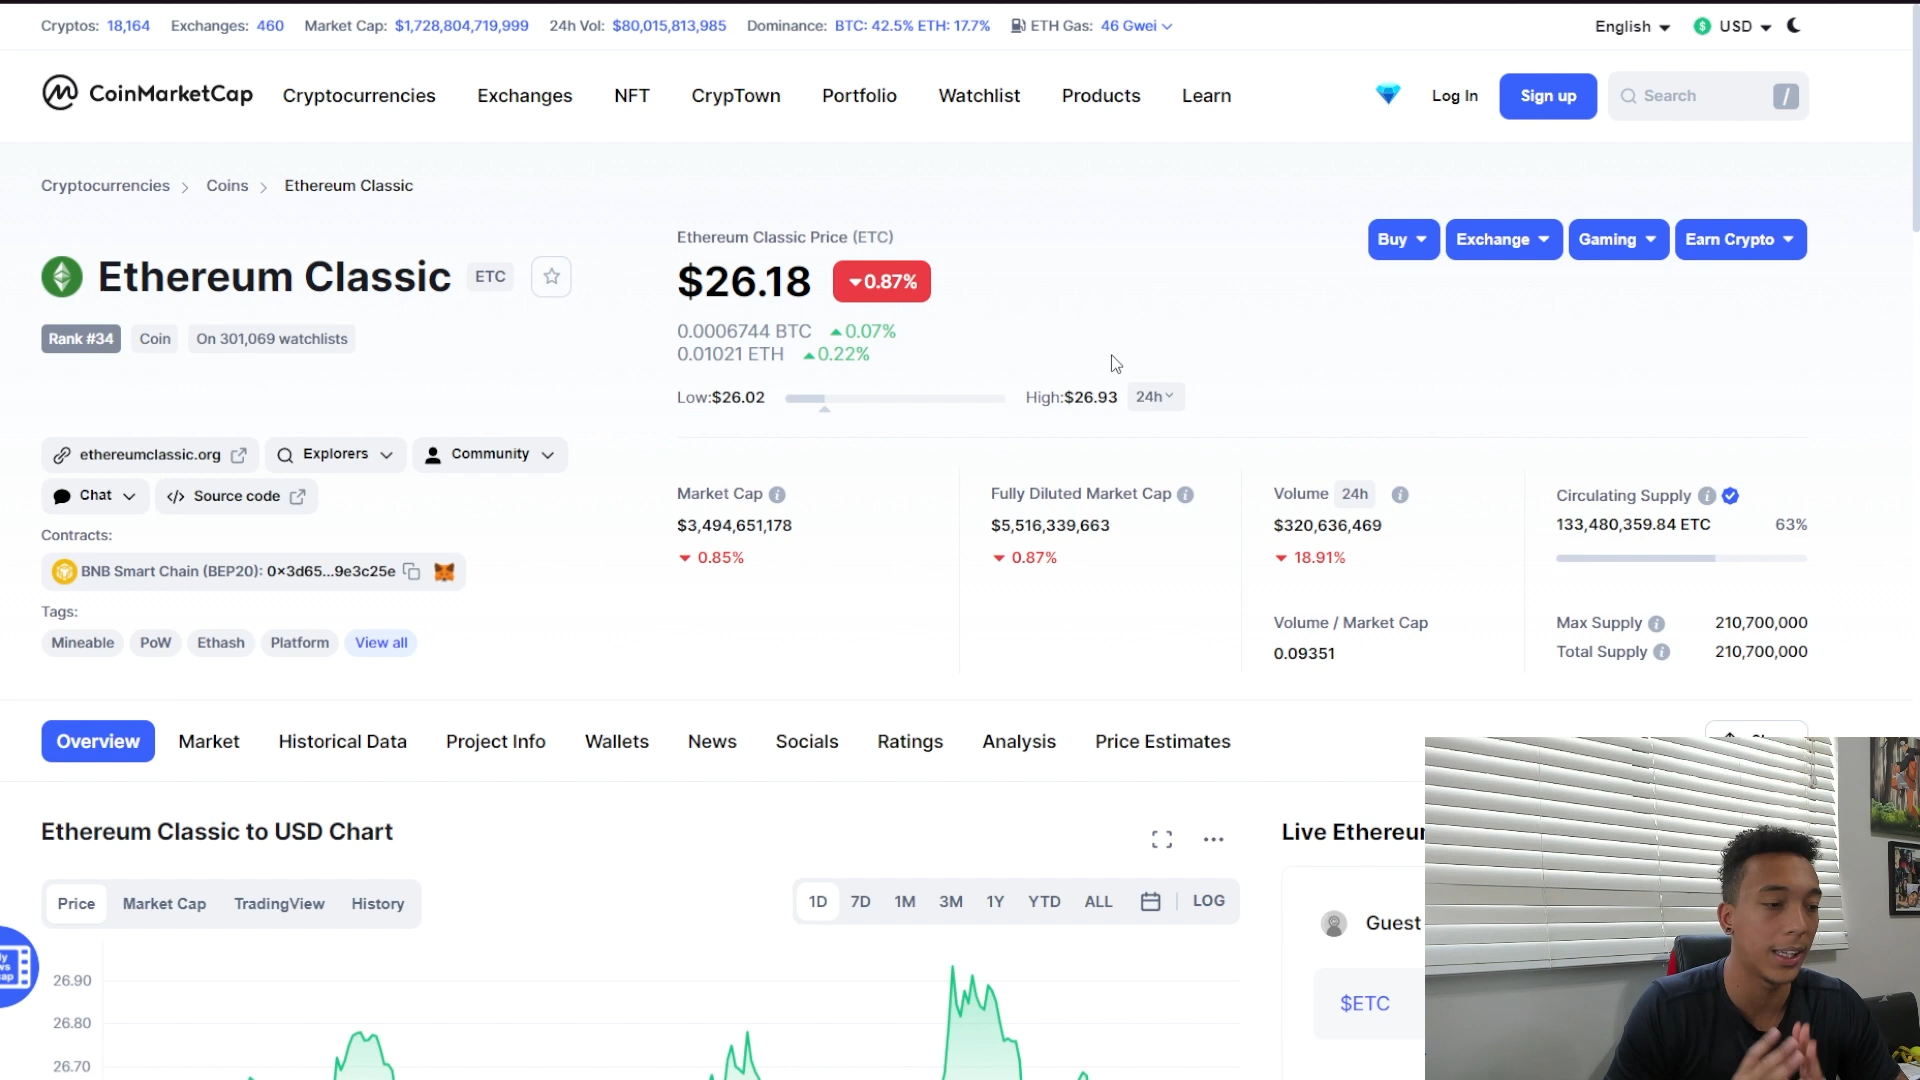 Cryptos: 18,164 Exchanges: 460 Market Cap: $1,728,804,719,999 24h Vol: $80,015,813,985 Dominance: BTC: 42.5% ETH: 17.7% ETH Gas: 46 Gwei English USD
CoinMarketCap Cryptocurrencies Exchanges NFT CrypTown Portfolio Watchlist Products Learn Log In Sign up Search /
Cryptocurrencies Coins Ethereum Classic
Ethereum Classic Price (ETC)
Buy Exchange Gaming Earn Crypto
Ethereum Classic ETC
$26.18 0.87%
Rank #34 Coin On 301,069 watchlists
0.0006744 BTC 0.07%
0.01021 ETH 0.22%
Low:$26.02 High:$26.93 24h
ethereumclassic.org Explorers Community
Chat Source code
Contracts:
BNB Smart Chain (BEP20): 0x3d65...9e3c25e
Tags:
Mineable PoW Ethash Platform View all
Market Cap
$3,494,651,178
0.85%
Fully Diluted Market Cap
$5,516,339,663
0.87%
Volume 24h
$320,636,469
18.91%
Volume / Market Cap
0.09351
Circulating Supply
133,480,359.84 ETC 63%
Max Supply 210,700,000
Total Supply 210,700,000
Overview Market Historical Data Project Info Wallets News Socials Ratings Analysis Price Estimates
Ethereum Classic to USD Chart
Price Market Cap TradingView History
1D 7D 1M 3M 1Y YTD ALL LOG
26.90
26.80
26.70
Live
Guest
$ETC